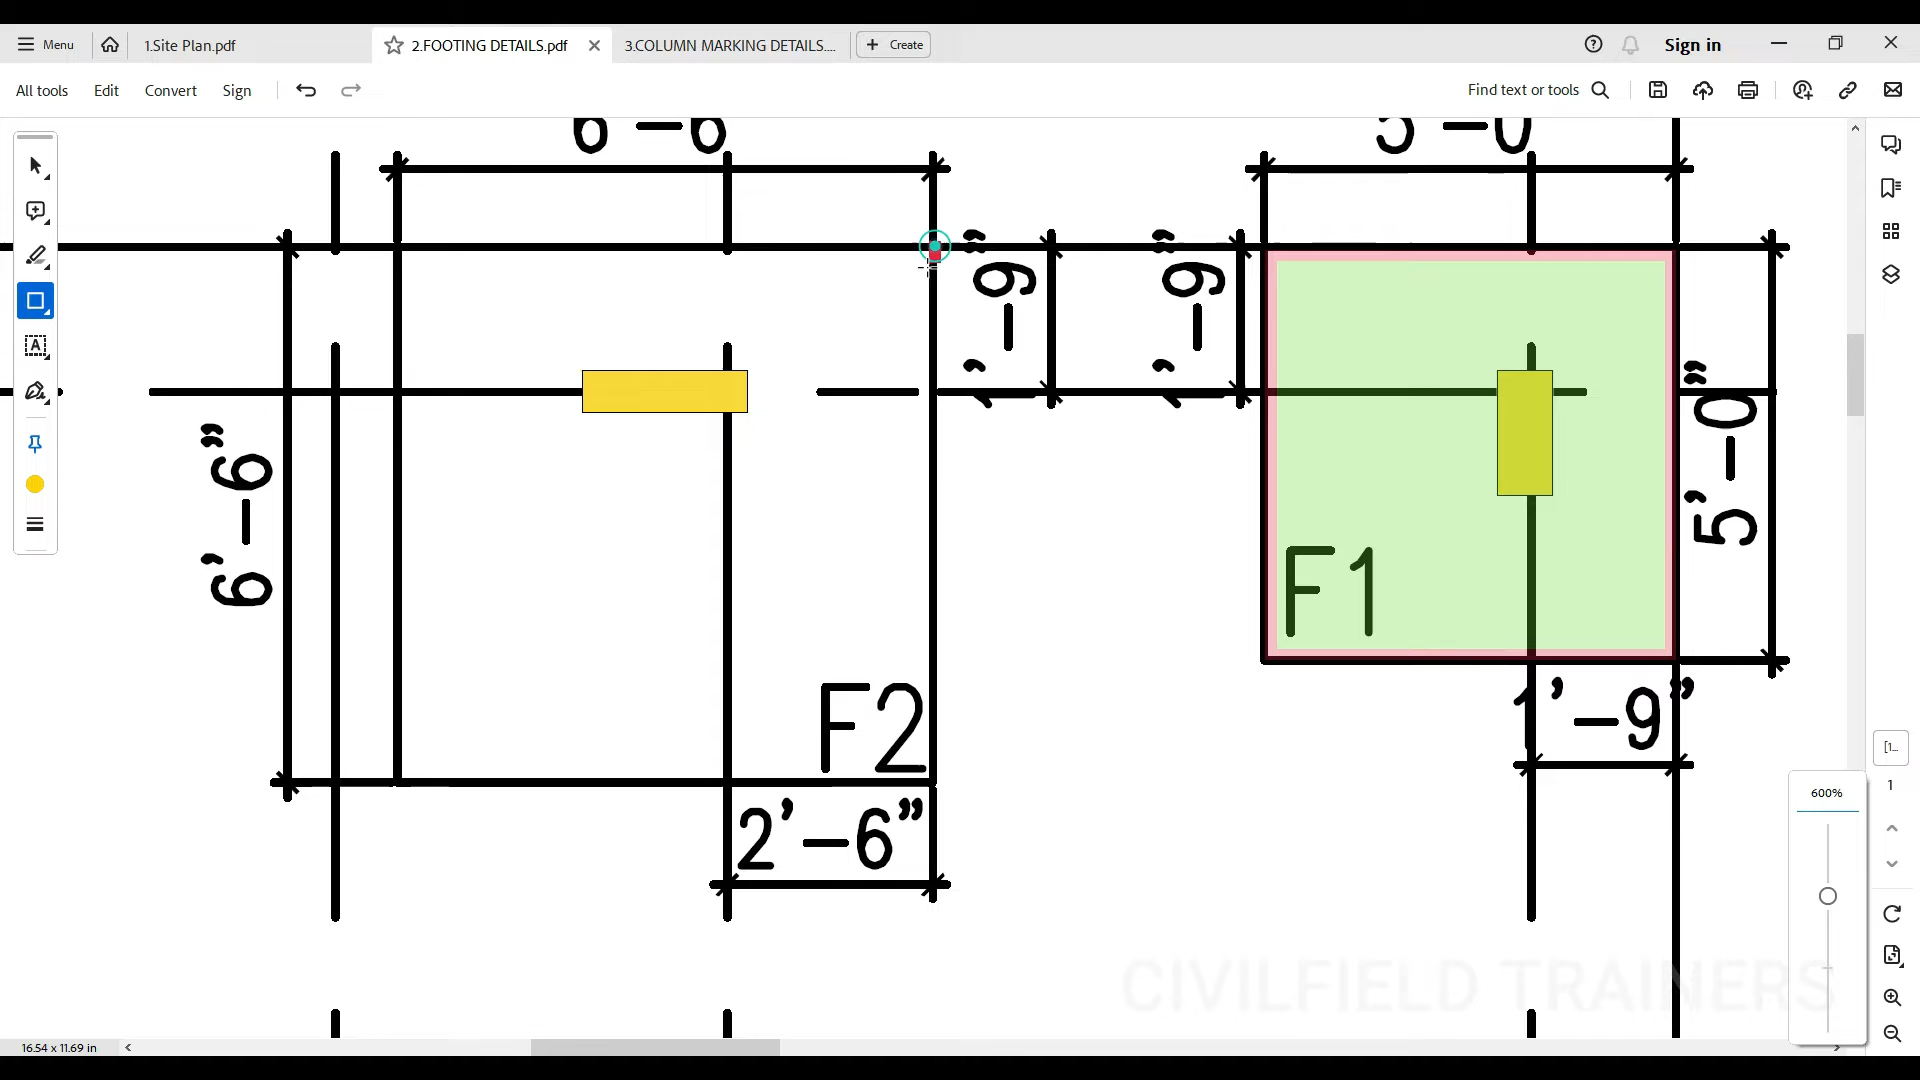 Menu
1.Site Plan.pdf
2.FOOTING DETAILS.pdf
3.COLUMN MARKING DETAILS....
Create
Sign in
All tools
Edit
Convert
Sign
Find text or tools
6'-6
5'-0
1'-9"
1'-9"
6'-6"
5'-0"
F1
F2
1'-9"
2'-6"
[1...
1
600%
CIVILFIELD TRAINERS
16.54 x 11.69 in